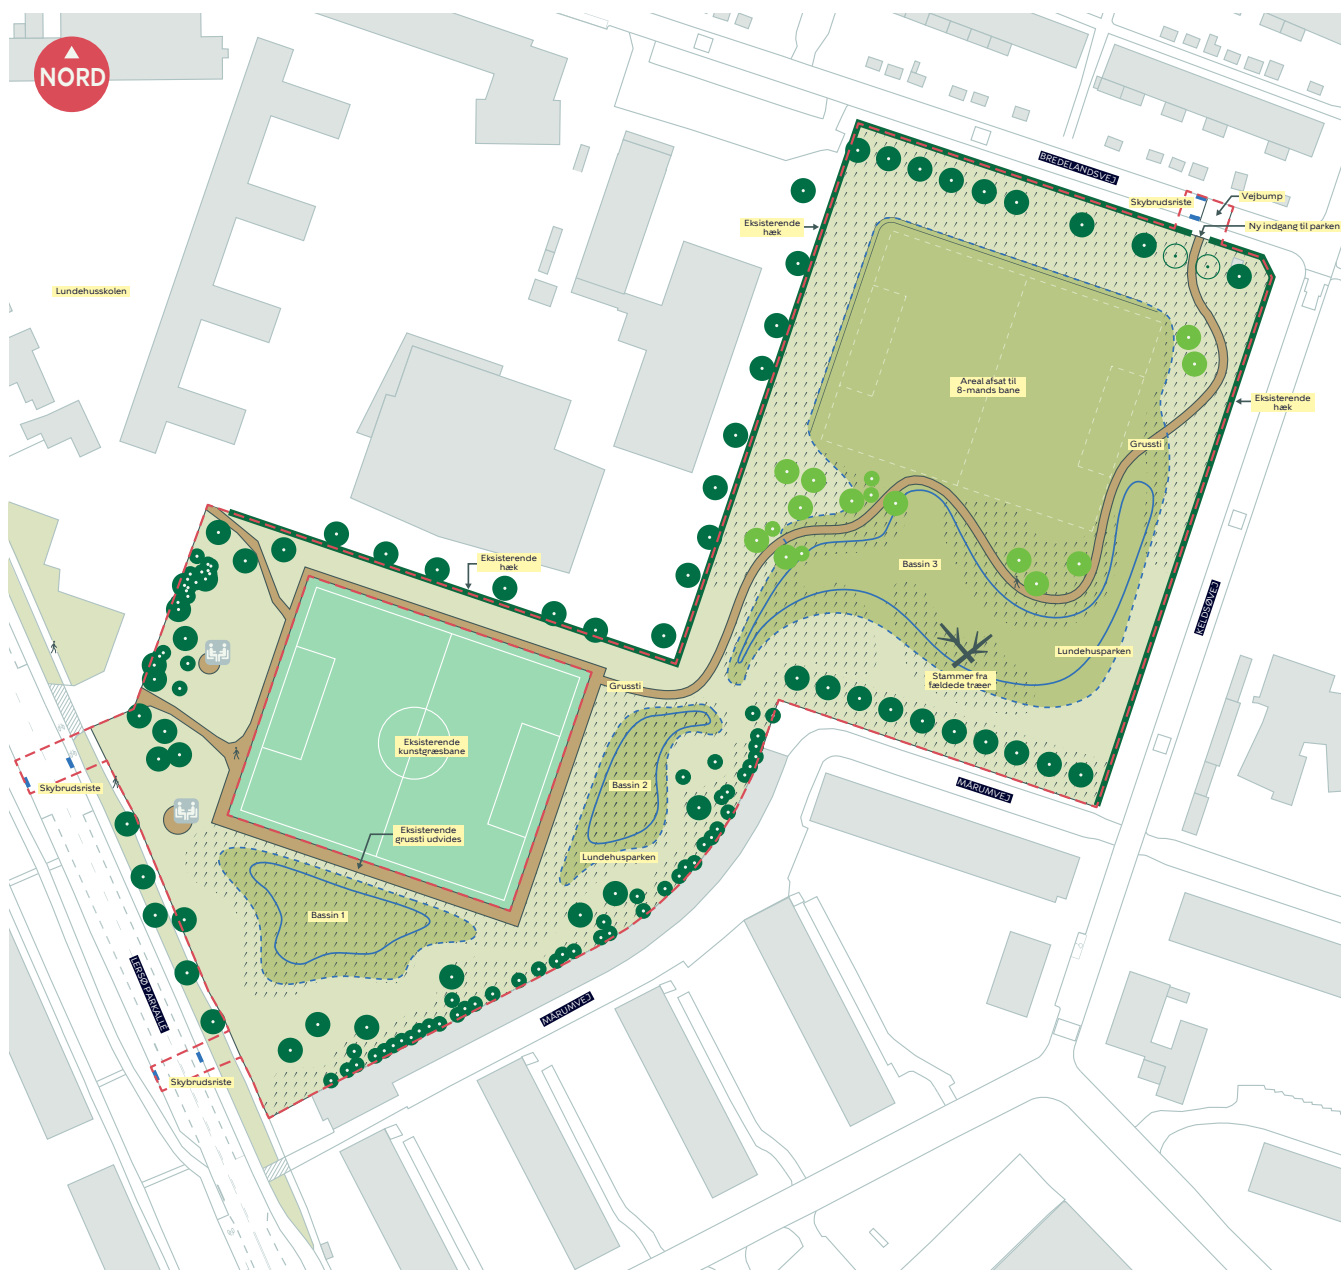 NORD
BREDELANDSVEJ
Skybrudsriste
Vejbump
Eksisterende
hæk
Ny indgang til parken
Lundehusskolen
Areal afsat til
8-mands bane
Eksisterende
hæk
Grussti
Eksisterende
hæk
Bassin 3
KELDSØVEJ
Lundehusparken
Stammer fra
fældede træer
Grussti
Eksisterende
kunstgræsbane
Skybrudsriste
Bassin 2
MÅRUMVEJ
Eksisterende
grussti udvides
Lundehusparken
Bassin 1
LERSØ PARKALLÉ
MÅRUMVEJ
Skybrudsriste